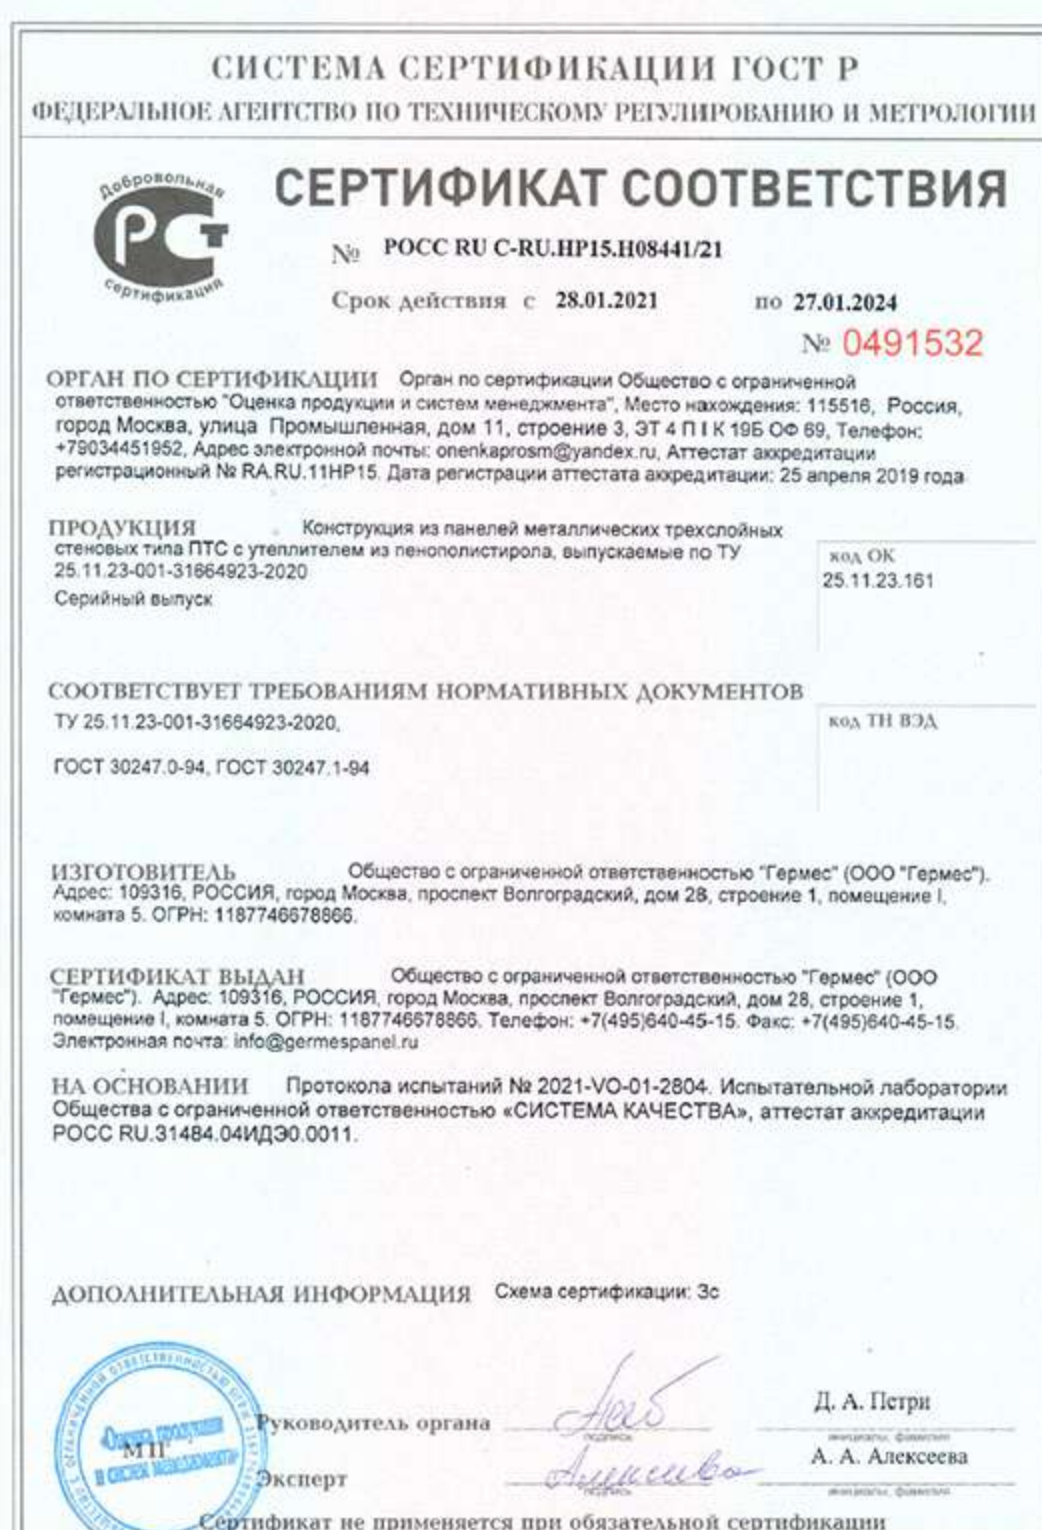 СИСТЕМА СЕРТИФИКАЦИИ ГОСТ Р
ФЕДЕРАЛЬНОЕ АГЕНТСТВО ПО ТЕХНИЧЕСКОМУ РЕГУЛИРОВАНИЮ И МЕТРОЛОГИИ
Добровольная
РСТ
сертификация
СЕРТИФИКАТ СООТВЕТСТВИЯ
№ РОСС RU C-RU.НР15.Н08441/21
Срок действия с 28.01.2021 по 27.01.2024
№ 0491532
ОРГАН ПО СЕРТИФИКАЦИИ Орган по сертификации Общество с ограниченной
ответственностью "Оценка продукции и систем менеджмента", Место нахождения: 115516, Россия,
город Москва, улица Промышленная, дом 11, строение 3, ЭТ 4 П I К 19Б ОФ 69, Телефон:
+79034451952, Адрес электронной почты: onenkaprosm@yandex.ru, Аттестат аккредитации
регистрационный № RA.RU.11НР15. Дата регистрации аттестата аккредитации: 25 апреля 2019 года
ПРОДУКЦИЯ Конструкция из панелей металлических трехслойных
стеновых типа ПТС с утеплителем из пенополистирола, выпускаемые по ТУ
25.11.23-001-31664923-2020
Серийный выпуск
код ОК
25.11.23.161
СООТВЕТСТВУЕТ ТРЕБОВАНИЯМ НОРМАТИВНЫХ ДОКУМЕНТОВ
ТУ 25.11.23-001-31664923-2020,
ГОСТ 30247.0-94, ГОСТ 30247.1-94
код ТН ВЭД
ИЗГОТОВИТЕЛЬ Общество с ограниченной ответственностью "Гермес" (ООО "Гермес").
Адрес: 109316, РОССИЯ, город Москва, проспект Волгоградский, дом 28, строение 1, помещение I,
комната 5. ОГРН: 1187746678866.
СЕРТИФИКАТ ВЫДАН Общество с ограниченной ответственностью "Гермес" (ООО
"Гермес"). Адрес: 109316, РОССИЯ, город Москва, проспект Волгоградский, дом 28, строение 1,
помещение I, комната 5. ОГРН: 1187746678866. Телефон: +7(495)640-45-15. Факс: +7(495)640-45-15.
Электронная почта: info@germespanel.ru
НА ОСНОВАНИИ Протокола испытаний № 2021-VO-01-2804. Испытательной лаборатории
Общества с ограниченной ответственностью «СИСТЕМА КАЧЕСТВА», аттестат аккредитации
РОСС RU.31484.04ИДЭ0.0011.
ДОПОЛНИТЕЛЬНАЯ ИНФОРМАЦИЯ Схема сертификации: 3с
«Оценка продукции
и систем менеджмента»
МП
Руководитель органа
подпись
Д. А. Петри
инициалы, фамилия
Эксперт
Алексеева
подпись
А. А. Алексеева
инициалы, фамилия
Сертификат не применяется при обязательной сертификации